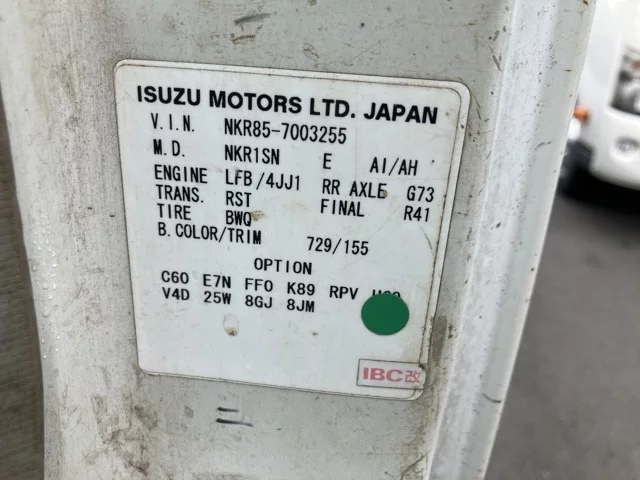 ISUZU MOTORS LTD. JAPAN
V.I.N. NKR85-7003255
M.D. NKR1SN E AI/AH
ENGINE LFB/4JJ1 RR AXLE G73
TRANS. RST FINAL R41
TIRE BWQ
B.COLOR/TRIM 729/155
OPTION
C60 E7N FF0 K89 RPV
V4D 25W 8GJ 8JM
IBC改